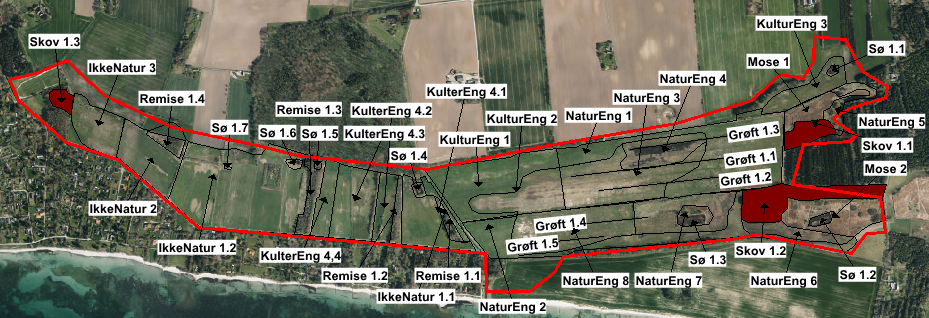 KulturEng 3
Skov 1.3
Sø 1.1
IkkeNatur 3
Mose 1
NaturEng 4
KulterEng 4.1
Remise 1.4
NaturEng 3
Remise 1.3
KulterEng 4.2
KulturEng 2
NaturEng 1
NaturEng 5
Sø 1.7
Sø 1.6
Sø 1.5
KulterEng 4.3
KulturEng 1
Grøft 1.3
Skov 1.1
Sø 1.4
Grøft 1.1
Mose 2
Grøft 1.2
IkkeNatur 2
Grøft 1.4
IkkeNatur 1.2
Grøft 1.5
Skov 1.2
KulterEng 4,4
Sø 1.3
Remise 1.2
Remise 1.1
Sø 1.2
NaturEng 8
NaturEng 7
NaturEng 6
IkkeNatur 1.1
NaturEng 2